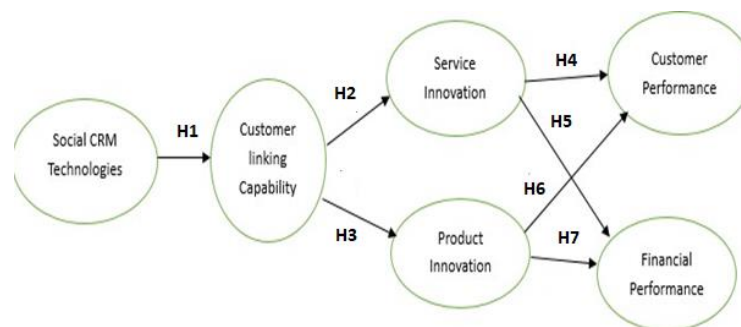 Social CRM
Technologies
H1
Customer
linking
Capability
H2
H3
Service
Innovation
Product
Innovation
H4
H5
H6
H7
Customer
Performance
Financial
Performance